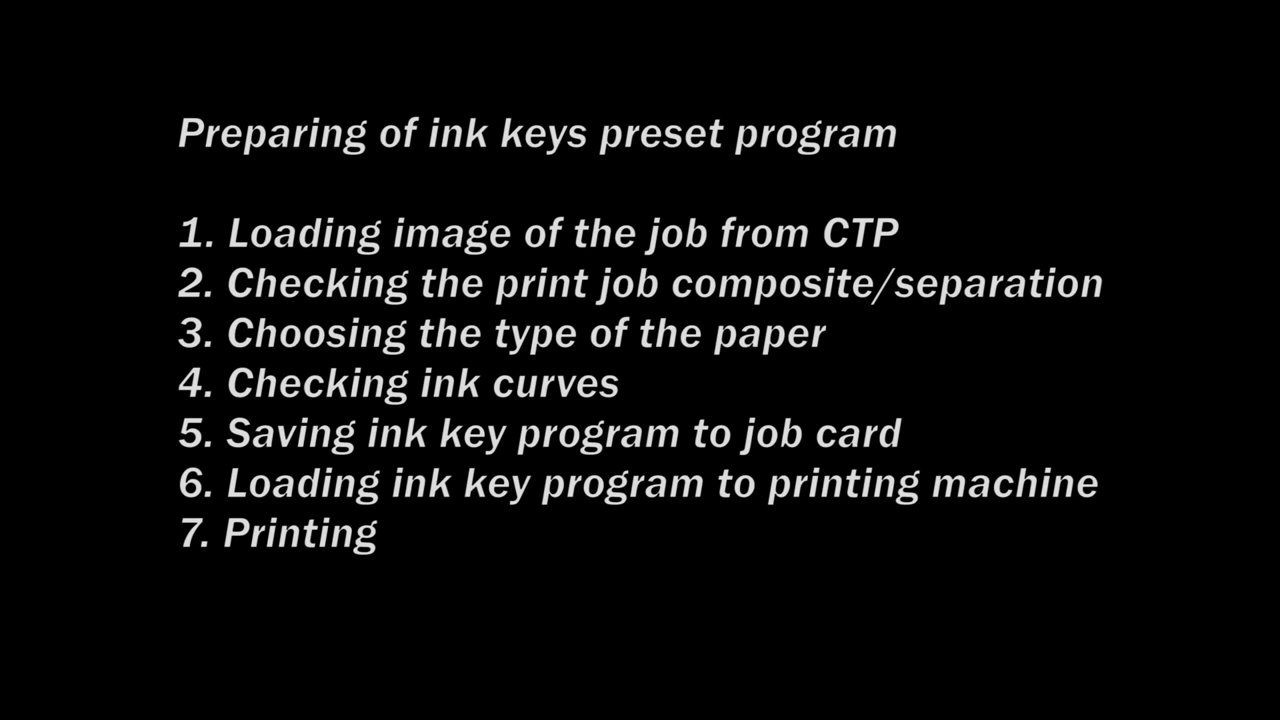 Preparing of ink keys preset program
1. Loading image of the job from CTP
2. Checking the print job composite/separation
3. Choosing the type of the paper
4. Checking ink curves
5. Saving ink key program to job card
6. Loading ink key program to printing machine
7. Printing